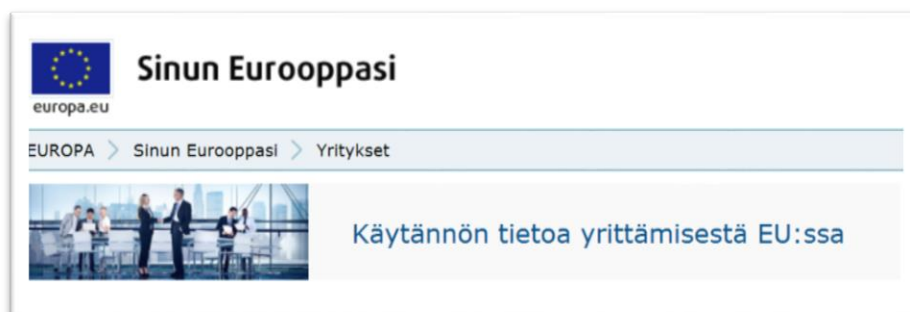 Sinun Eurooppasi
europa.eu
EUROPA > Sinun Eurooppasi > Yritykset
Käytännön tietoa yrittämisestä EU:ssa